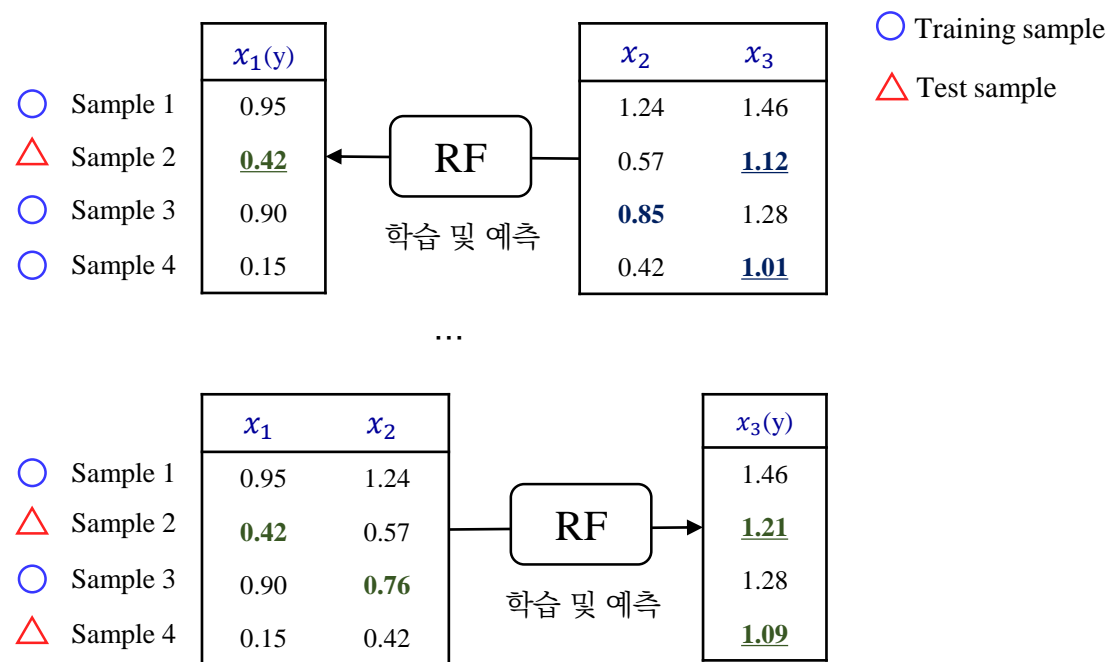 Training sample
Test sample
x₁(y)
x₂ x₃
Sample 1 0.95 1.24 1.46
Sample 2 0.42 RF 0.57 1.12
Sample 3 0.90 0.85 1.28
학습 및 예측
Sample 4 0.15 0.42 1.01
...
x₁ x₂ x₃(y)
Sample 1 0.95 1.24 1.46
Sample 2 0.42 0.57 RF 1.21
Sample 3 0.90 0.76 1.28
학습 및 예측
Sample 4 0.15 0.42 1.09